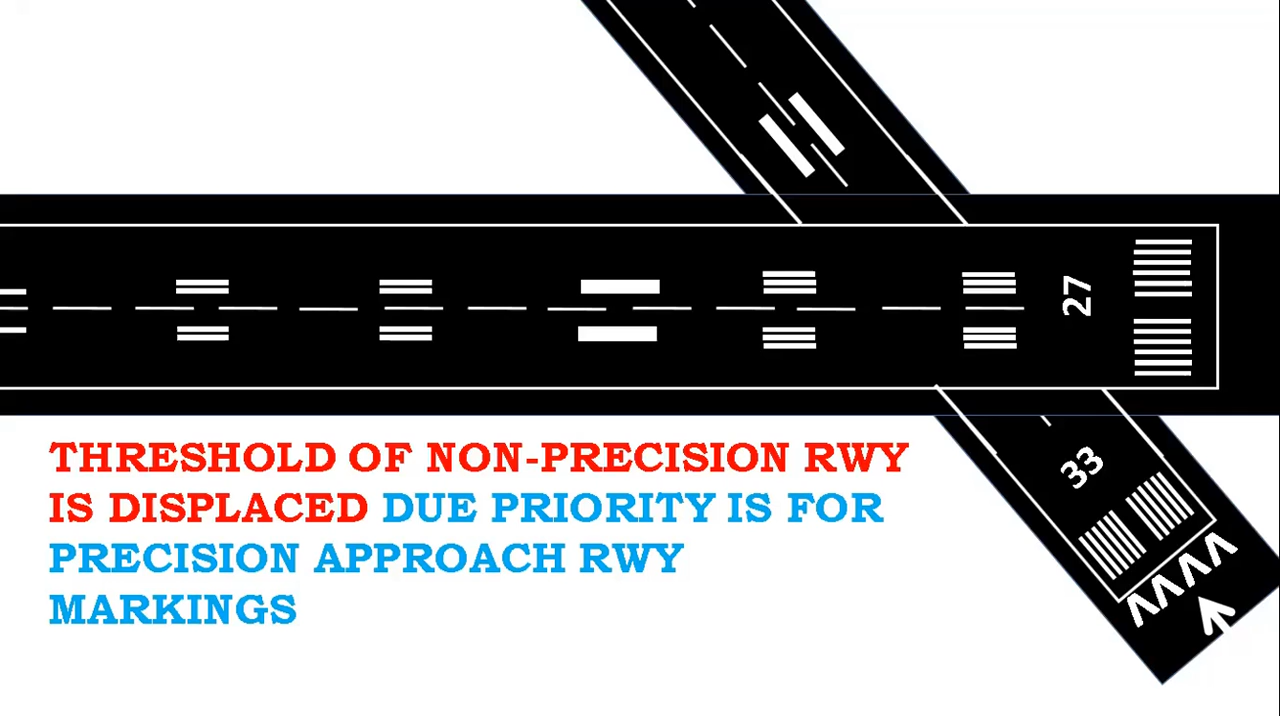 27
THRESHOLD OF NON-PRECISION RWY
IS DISPLACED DUE PRIORITY IS FOR
PRECISION APPROACH RWY
MARKINGS
33